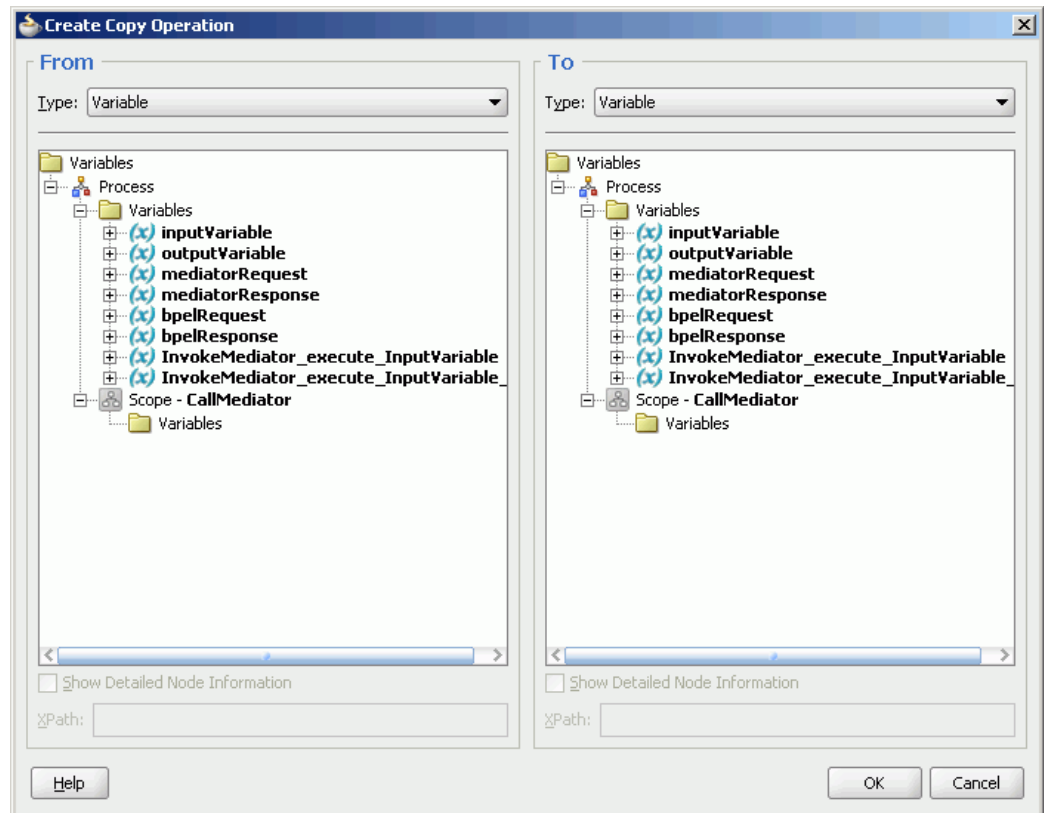 Create Copy Operation
From
Type: Variable
Variables
Process
Variables
(x) inputVariable
(x) outputVariable
(x) mediatorRequest
(x) mediatorResponse
(x) bpelRequest
(x) bpelResponse
(x) InvokeMediator_execute_InputVariable
(x) InvokeMediator_execute_InputVariable_
Scope - CallMediator
Variables
Show Detailed Node Information
XPath:
To
Type: Variable
Variables
Process
Variables
(x) inputVariable
(x) outputVariable
(x) mediatorRequest
(x) mediatorResponse
(x) bpelRequest
(x) bpelResponse
(x) InvokeMediator_execute_InputVariable
(x) InvokeMediator_execute_InputVariable_
Scope - CallMediator
Variables
Show Detailed Node Information
XPath:
Help
OK
Cancel